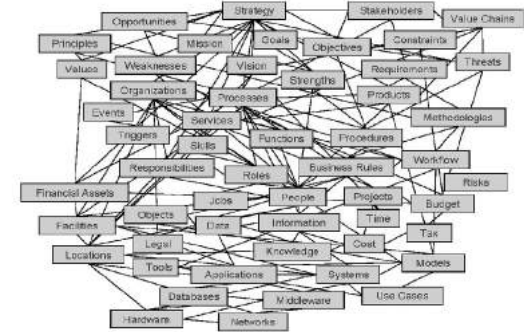 Strategy
Stakeholders
Opportunities
Value Chains
Principles
Mission
Goals
Objectives
Constraints
Values
Weaknesses
Vision
Requirements
Threats
Strengths
Organizations
Processes
Products
Events
Services
Methodologies
Triggers
Functions
Procedures
Skills
Responsibilities
Business Rules
Workflow
Roles
Risks
Financial Assets
Jobs
People
Projects
Budget
Facilities
Objects
Data
Information
Time
Tax
Legal
Locations
Knowledge
Cost
Tools
Applications
Systems
Models
Databases
Middleware
Use Cases
Hardware
Networks